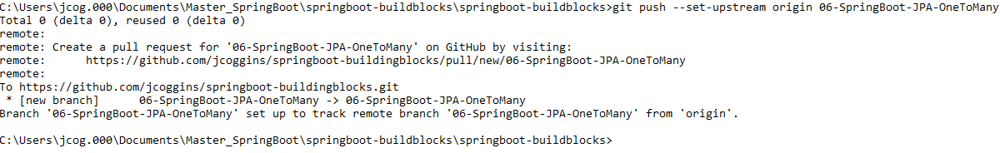 C:\Users\jcog.000\Documents\Master_SpringBoot\springboot-buildblocks\springboot-buildblocks>git push --set-upstream origin 06-SpringBoot-JPA-OneToMany
Total 0 (delta 0), reused 0 (delta 0)
remote:
remote: Create a pull request for '06-SpringBoot-JPA-OneToMany' on GitHub by visiting:
remote:      https://github.com/jcoggins/springboot-buildingblocks/pull/new/06-SpringBoot-JPA-OneToMany
remote:
To https://github.com/jcoggins/springboot-buildingblocks.git
 * [new branch]      06-SpringBoot-JPA-OneToMany -> 06-SpringBoot-JPA-OneToMany
Branch '06-SpringBoot-JPA-OneToMany' set up to track remote branch '06-SpringBoot-JPA-OneToMany' from 'origin'.
C:\Users\jcog.000\Documents\Master_SpringBoot\springboot-buildblocks\springboot-buildblocks>